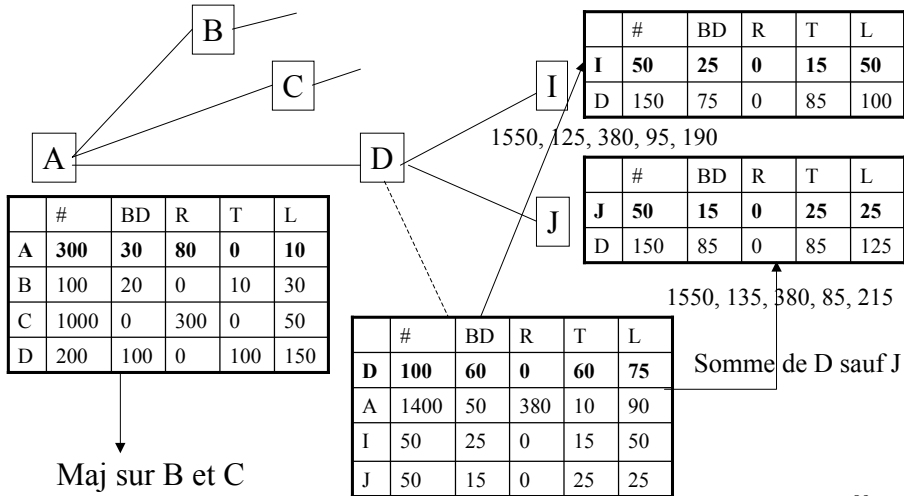 B
C
A
D
I
J
# BD R T L
I 50 25 0 15 50
D 150 75 0 85 100
1550, 125, 380, 95, 190
# BD R T L
J 50 15 0 25 25
D 150 85 0 85 125
1550, 135, 380, 85, 215
# BD R T L
A 300 30 80 0 10
B 100 20 0 10 30
C 1000 0 300 0 50
D 200 100 0 100 150
Maj sur B et C
# BD R T L
D 100 60 0 60 75
A 1400 50 380 10 90
I 50 25 0 15 50
J 50 15 0 25 25
Somme de D sauf J